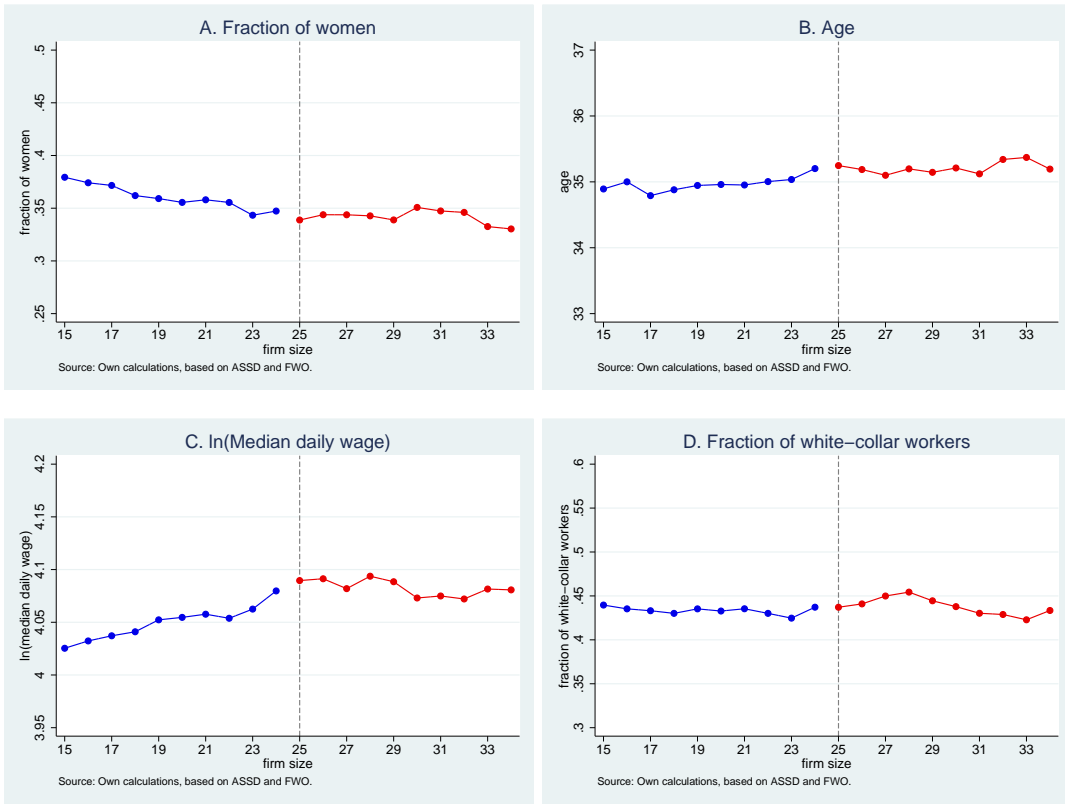 A. Fraction of women
fraction of women
.5
.45
.4
.35
.3
.25
15 17 19 21 23 25 27 29 31 33
firm size
Source: Own calculations, based on ASSD and FWO.
B. Age
age
37
36
35
34
33
15 17 19 21 23 25 27 29 31 33
firm size
Source: Own calculations, based on ASSD and FWO.
C. ln(Median daily wage)
ln(median daily wage)
4.2
4.15
4.1
4.05
4
3.95
15 17 19 21 23 25 27 29 31 33
firm size
Source: Own calculations, based on ASSD and FWO.
D. Fraction of white−collar workers
fraction of white−collar workers
.6
.55
.5
.45
.4
.35
.3
15 17 19 21 23 25 27 29 31 33
firm size
Source: Own calculations, based on ASSD and FWO.